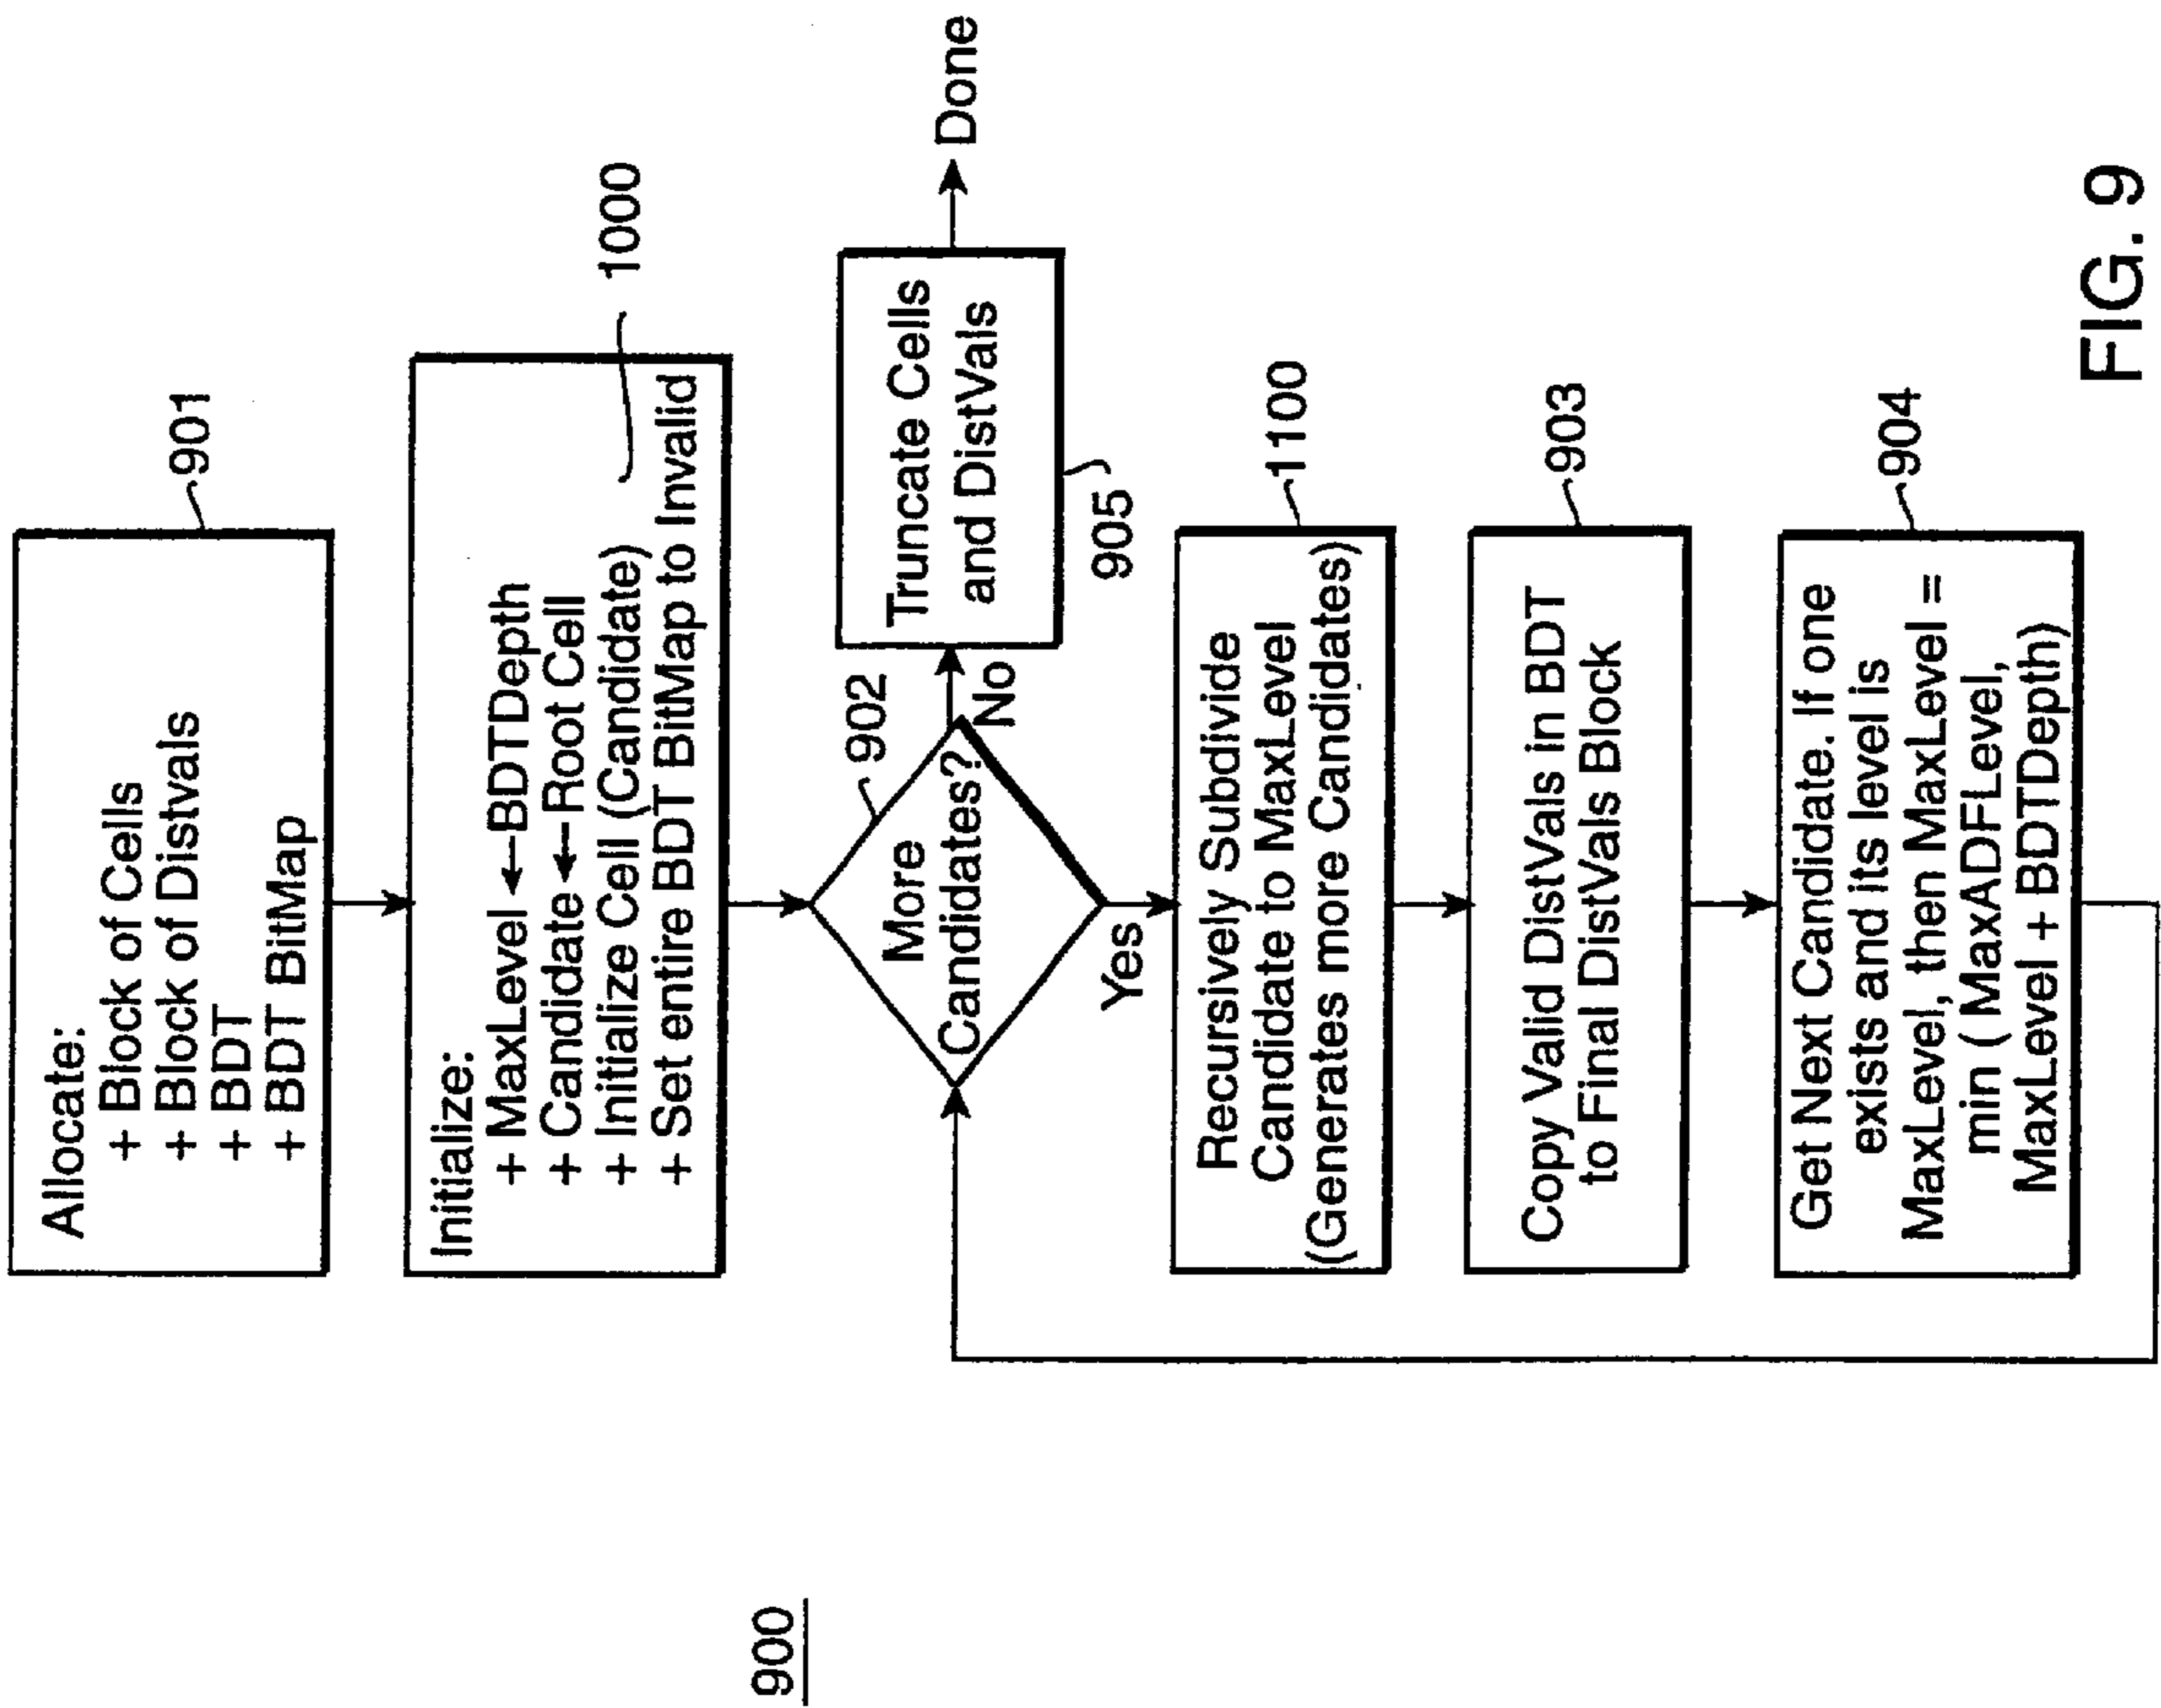 900
Allocate:
+ Block of Cells
+ Block of Distvals
+ BDT
+ BDT BitMap
901
Initialize:
+ MaxLevel ←BDTDepth
+ Candidate ←Root Cell
+ Initialize Cell (Candidate)
+ Set entire BDT BitMap to Invalid
1000
More
Candidates?
902
No
Truncate Cells
and DistVals
905
Done
Yes
Recursively Subdivide
Candidate to MaxLevel
(Generates more Candidates)
1100
Copy Valid DistVals in BDT
to Final DistVals Block
903
Get Next Candidate. If one
exists and its level is
MaxLevel, then MaxLevel =
min ( MaxADFLevel,
MaxLevel + BDTDepth)
904
FIG. 9